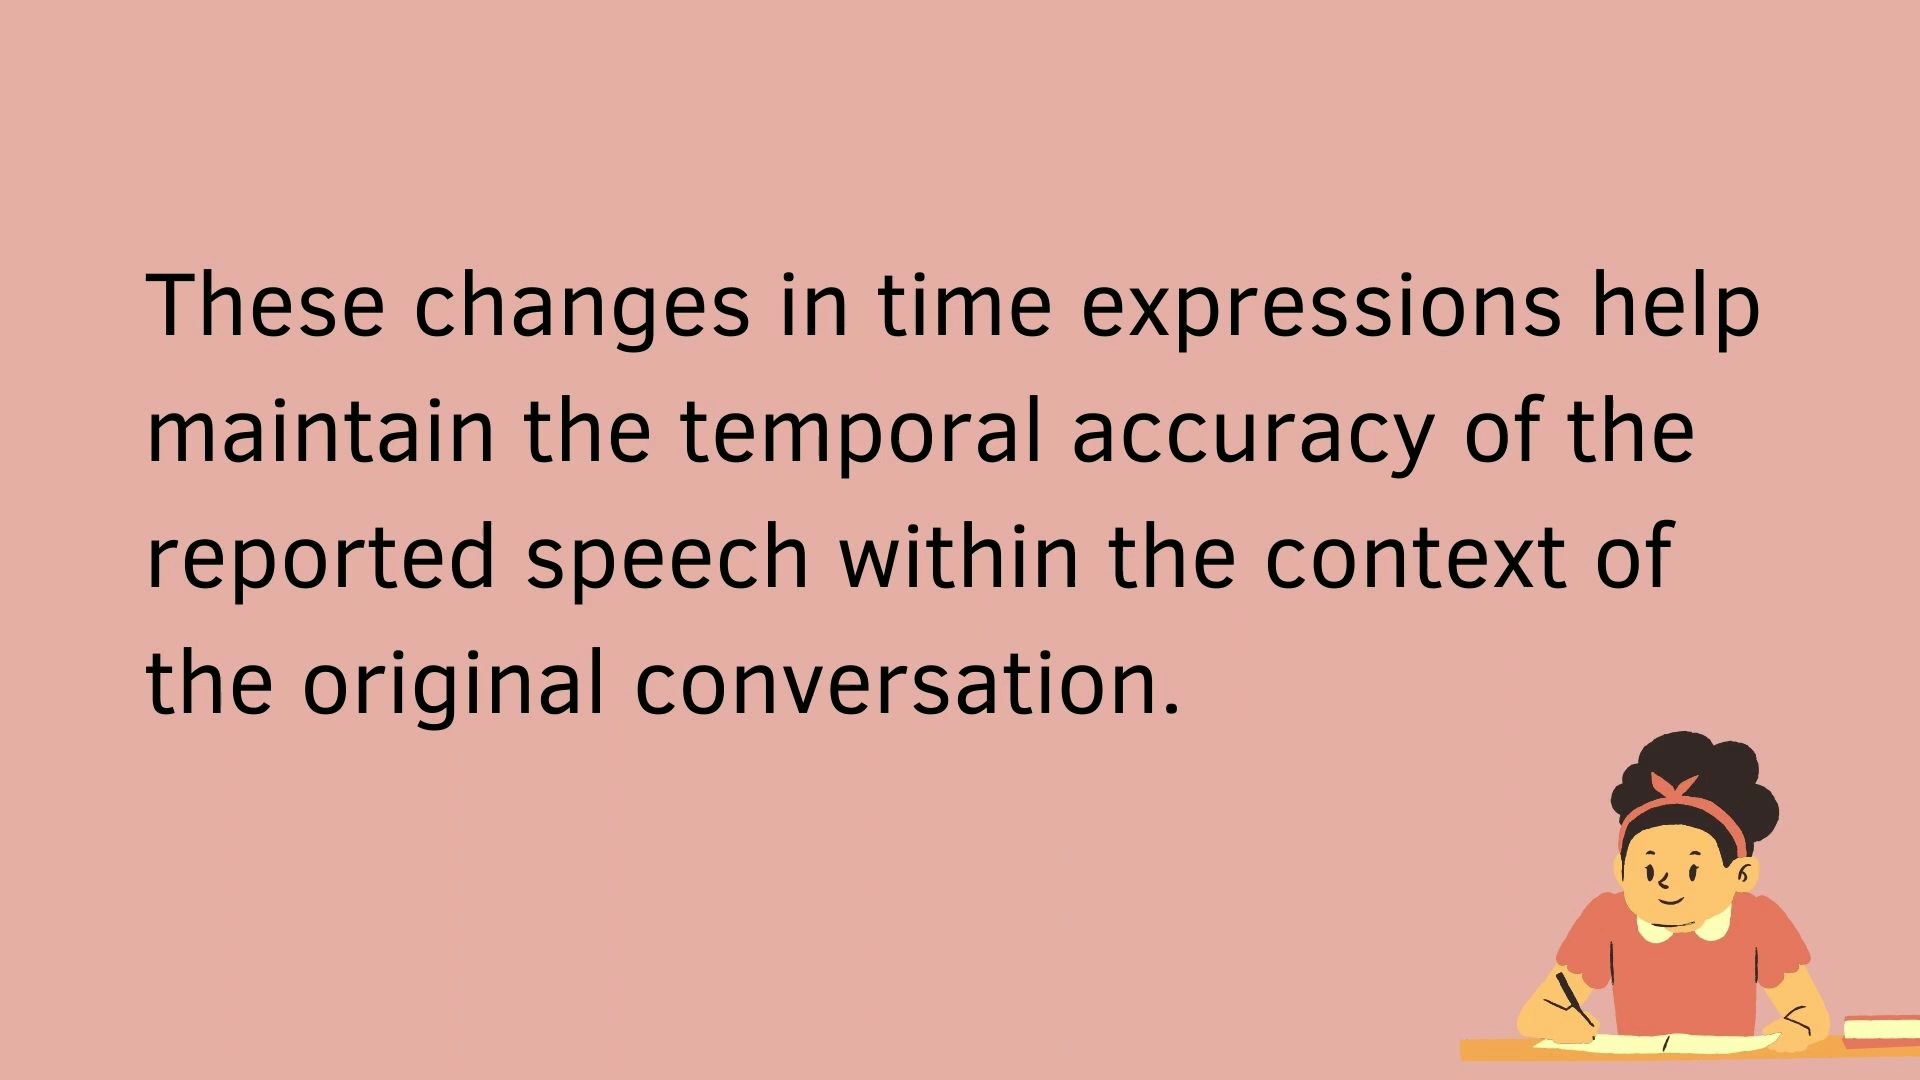 These changes in time expressions help
maintain the temporal accuracy of the
reported speech within the context of
the original conversation.